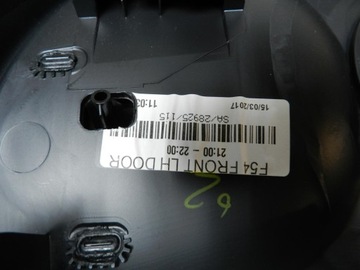 F54 FRONT LH DOOR
21:00 - 22:00
SA/28925/115
15/03/2017 11:03